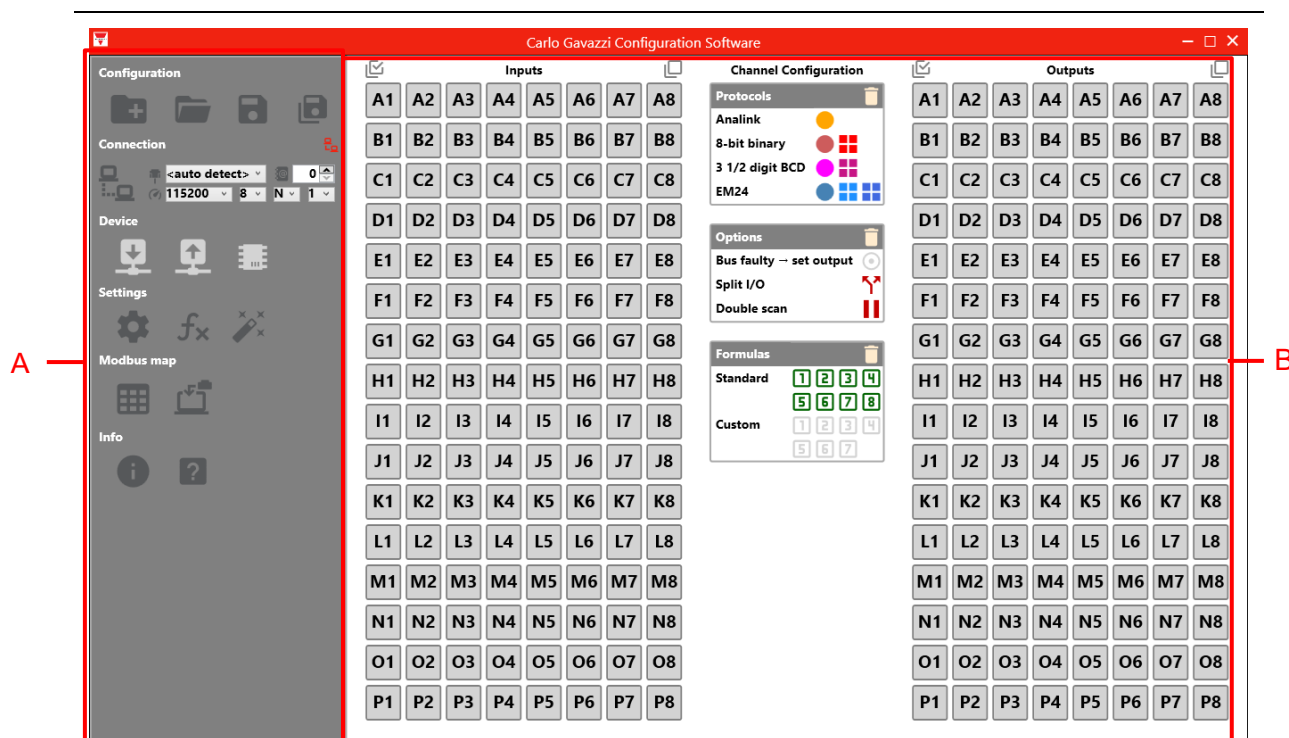 Carlo Gavazzi Configuration Software
A
B
Configuration
Connection
<auto detect> 0
115200 8 N 1
Device
Settings
fx
Modbus map
Info
i ?
Inputs
A1 A2 A3 A4 A5 A6 A7 A8
B1 B2 B3 B4 B5 B6 B7 B8
C1 C2 C3 C4 C5 C6 C7 C8
D1 D2 D3 D4 D5 D6 D7 D8
E1 E2 E3 E4 E5 E6 E7 E8
F1 F2 F3 F4 F5 F6 F7 F8
G1 G2 G3 G4 G5 G6 G7 G8
H1 H2 H3 H4 H5 H6 H7 H8
I1 I2 I3 I4 I5 I6 I7 I8
J1 J2 J3 J4 J5 J6 J7 J8
K1 K2 K3 K4 K5 K6 K7 K8
L1 L2 L3 L4 L5 L6 L7 L8
M1 M2 M3 M4 M5 M6 M7 M8
N1 N2 N3 N4 N5 N6 N7 N8
O1 O2 O3 O4 O5 O6 O7 O8
P1 P2 P3 P4 P5 P6 P7 P8
Channel Configuration
Protocols
Analink
8-bit binary
3 1/2 digit BCD
EM24
Options
Bus faulty → set output
Split I/O
Double scan
Formulas
Standard 1 2 3 4
5 6 7 8
Custom 1 2 3 4
5 6 7
Outputs
A1 A2 A3 A4 A5 A6 A7 A8
B1 B2 B3 B4 B5 B6 B7 B8
C1 C2 C3 C4 C5 C6 C7 C8
D1 D2 D3 D4 D5 D6 D7 D8
E1 E2 E3 E4 E5 E6 E7 E8
F1 F2 F3 F4 F5 F6 F7 F8
G1 G2 G3 G4 G5 G6 G7 G8
H1 H2 H3 H4 H5 H6 H7 H8
I1 I2 I3 I4 I5 I6 I7 I8
J1 J2 J3 J4 J5 J6 J7 J8
K1 K2 K3 K4 K5 K6 K7 K8
L1 L2 L3 L4 L5 L6 L7 L8
M1 M2 M3 M4 M5 M6 M7 M8
N1 N2 N3 N4 N5 N6 N7 N8
O1 O2 O3 O4 O5 O6 O7 O8
P1 P2 P3 P4 P5 P6 P7 P8